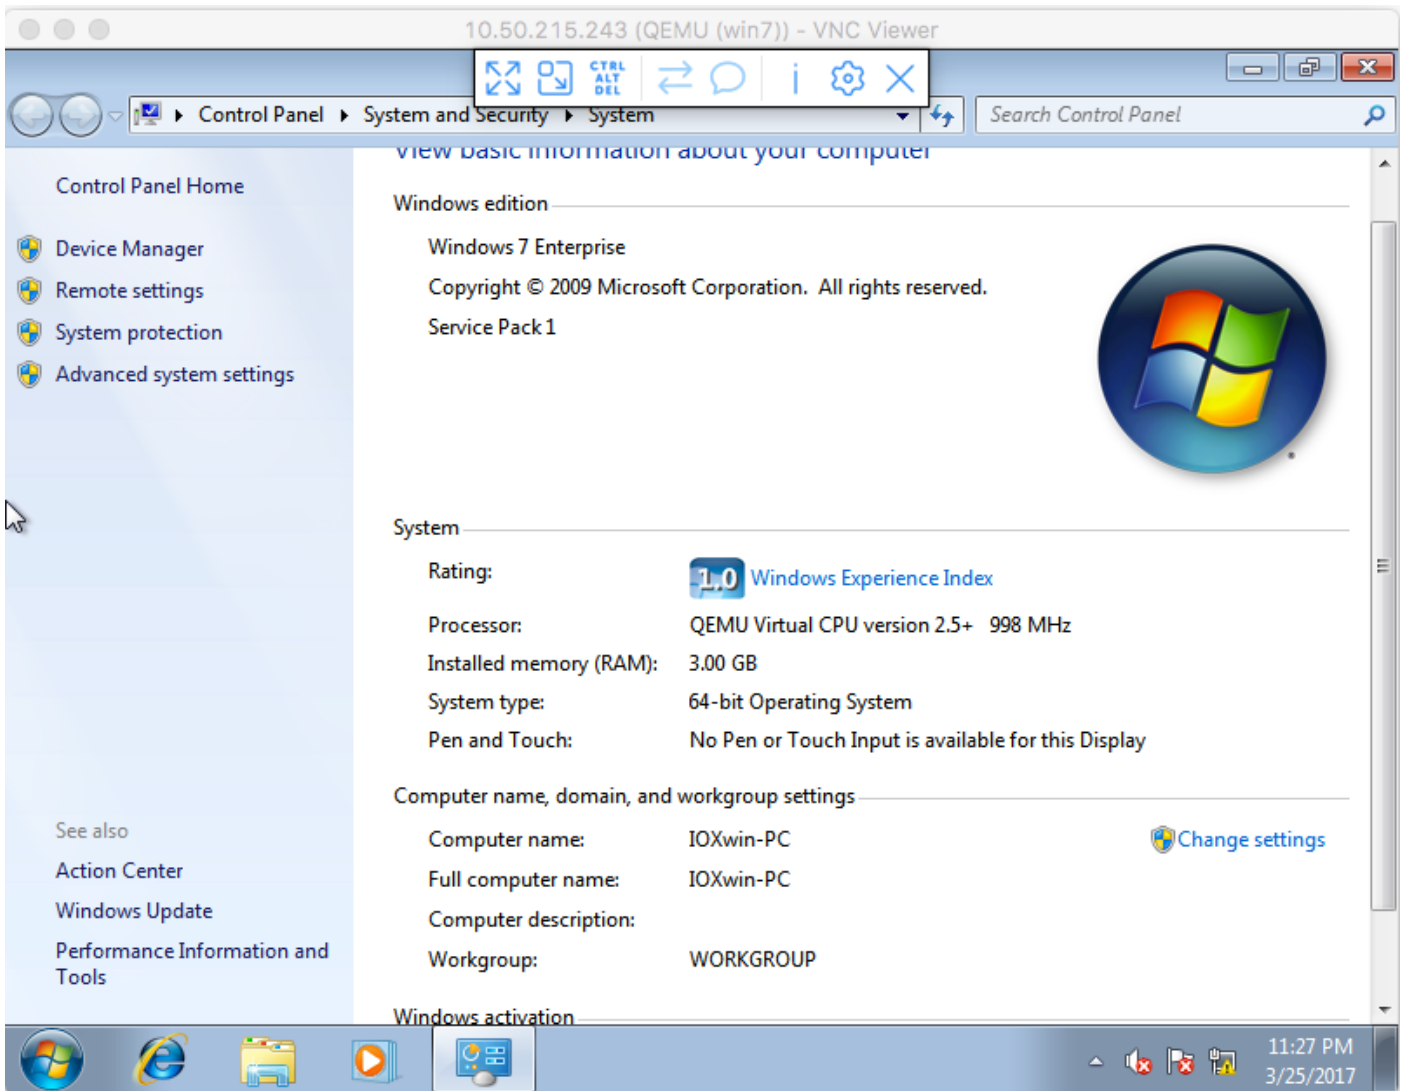 10.50.215.243 (QEMU (win7)) - VNC Viewer
CTRL
ALT
DEL
Control Panel System and Security System
Search Control Panel
View basic information about your computer
Control Panel Home
Device Manager
Remote settings
System protection
Advanced system settings
Windows edition
Windows 7 Enterprise
Copyright © 2009 Microsoft Corporation. All rights reserved.
Service Pack 1
System
Rating: 1.0 Windows Experience Index
Processor: QEMU Virtual CPU version 2.5+ 998 MHz
Installed memory (RAM): 3.00 GB
System type: 64-bit Operating System
Pen and Touch: No Pen or Touch Input is available for this Display
Computer name, domain, and workgroup settings
Computer name: IOXwin-PC Change settings
Full computer name: IOXwin-PC
Computer description:
Workgroup: WORKGROUP
Windows activation
See also
Action Center
Windows Update
Performance Information and
Tools
11:27 PM
3/25/2017